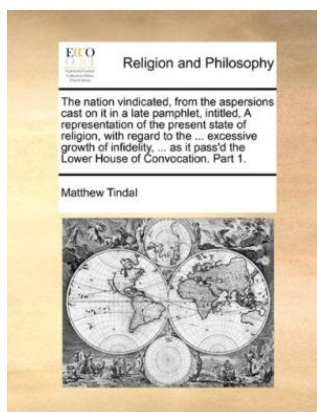 ECCO
Religion and Philosophy
The nation vindicated, from the aspersions
cast on it in a late pamphlet, intitled, A
representation of the present state of
religion, with regard to the ... excessive
growth of infidelity, ... as it pass'd the
Lower House of Convocation. Part 1.
Matthew Tindal